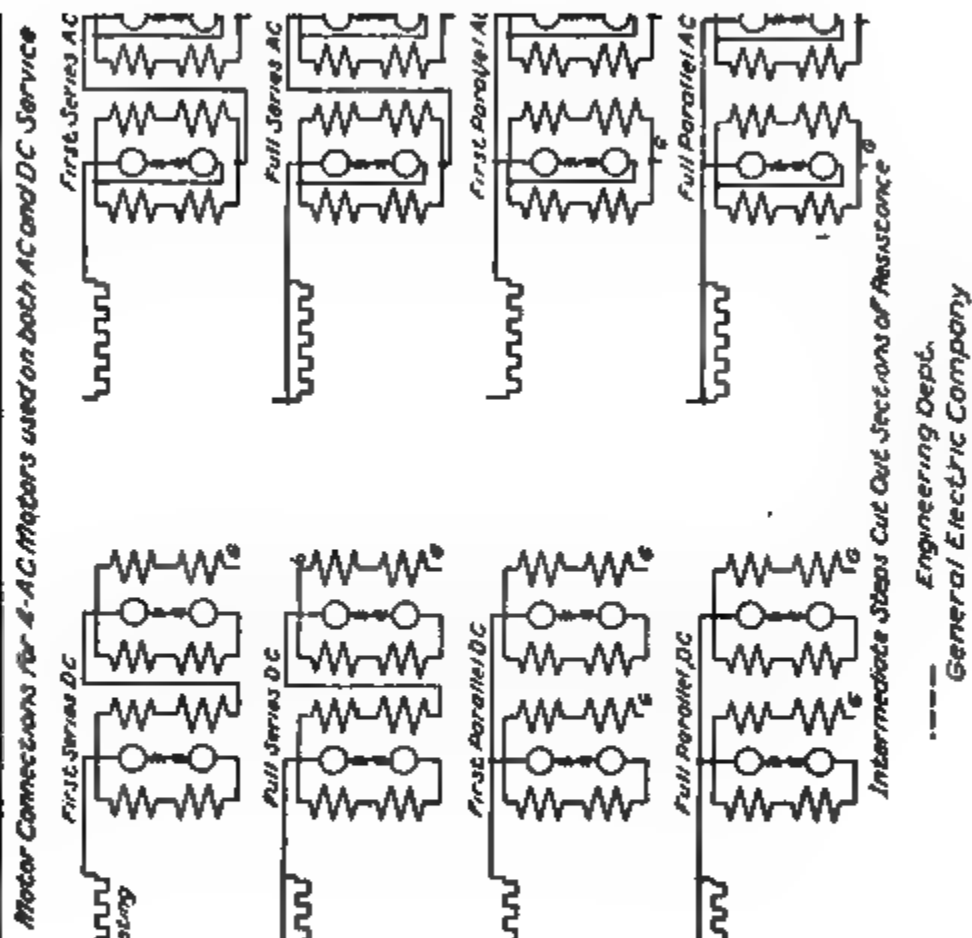 Motor Connections for 4-AC Motors used on both AC and DC Service
First Series DC
First Series AC
Full Series DC
Full Series AC
First Parallel DC
First Parallel AC
Full Parallel DC
Full Parallel AC
G
G
G
G
G
G
G
G
Intermediate Steps Cut Out Sections of Resistance
Engineering Dept.
General Electric Company